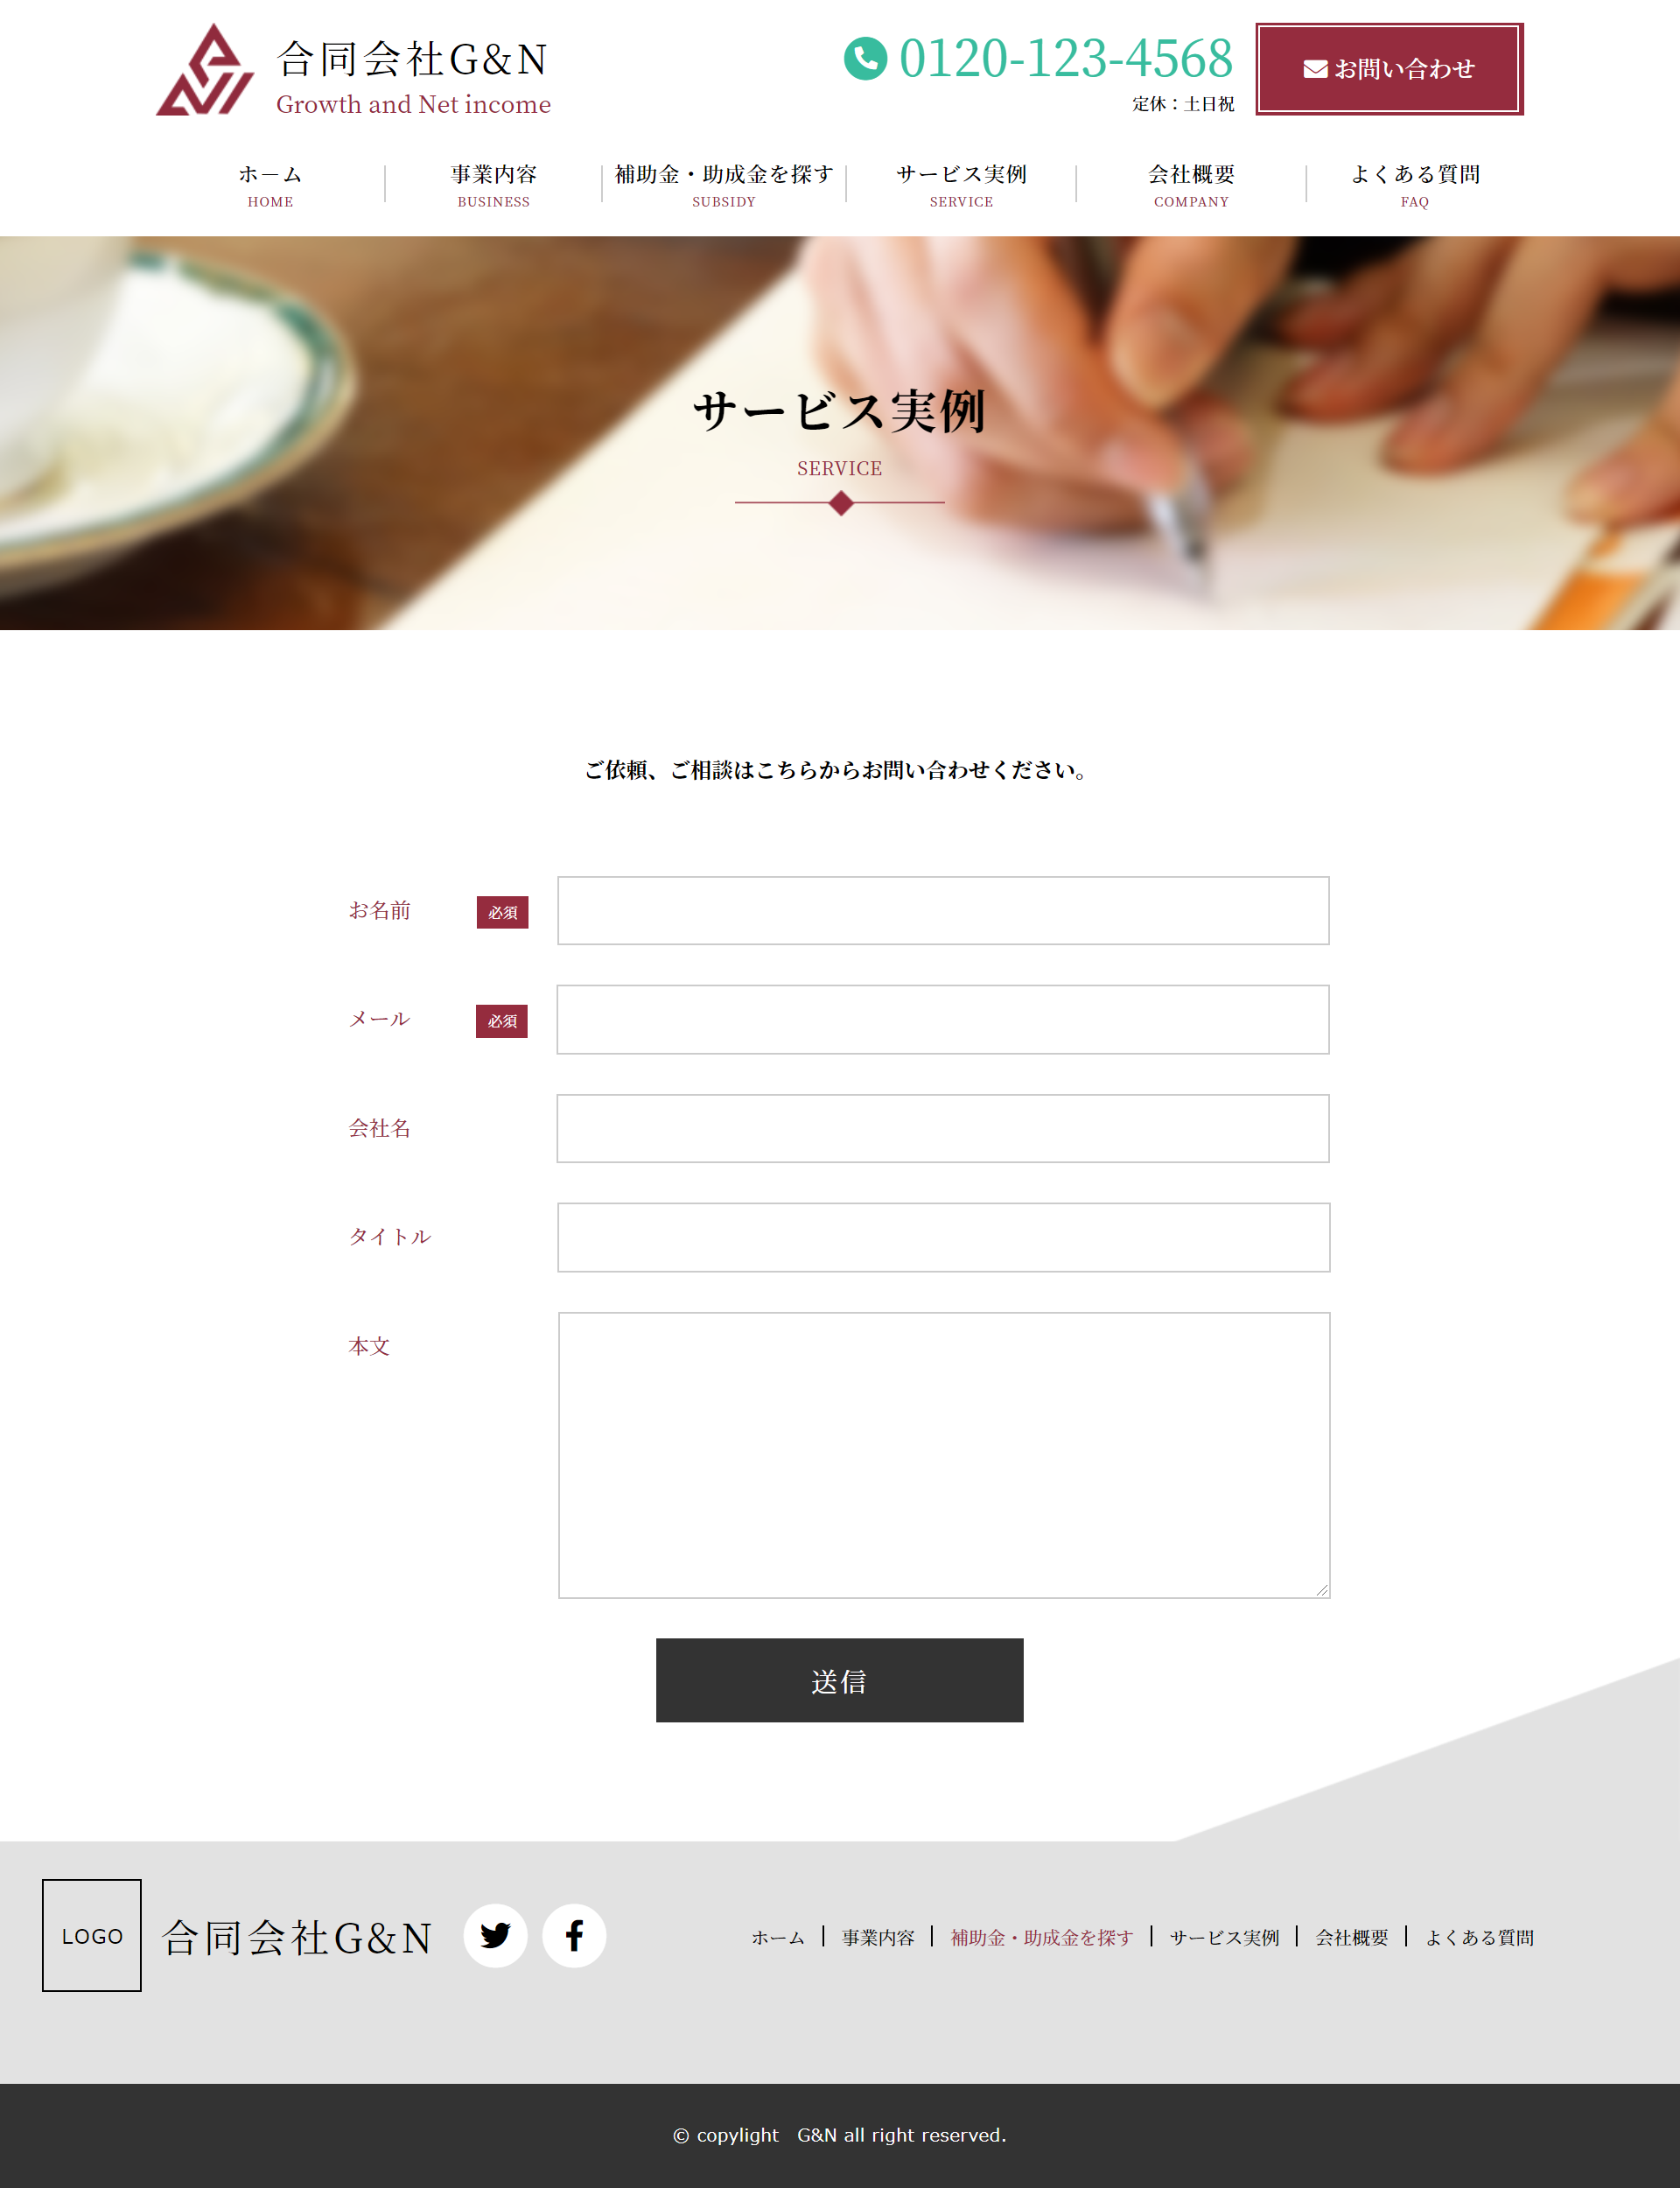 合同会社G&N
Growth and Net income
0120-123-4568
定休：土日祝
お問い合わせ
ホーム
HOME
事業内容
BUSINESS
補助金・助成金を探す
SUBSIDY
サービス実例
SERVICE
会社概要
COMPANY
よくある質問
FAQ
サービス実例
SERVICE
ご依頼、ご相談はこちらからお問い合わせください。
お名前 必須
メール 必須
会社名
タイトル
本文
送信
LOGO 合同会社G&N
ホーム 事業内容 補助金・助成金を探す サービス実例 会社概要 よくある質問
© copylight　G&N all right reserved.